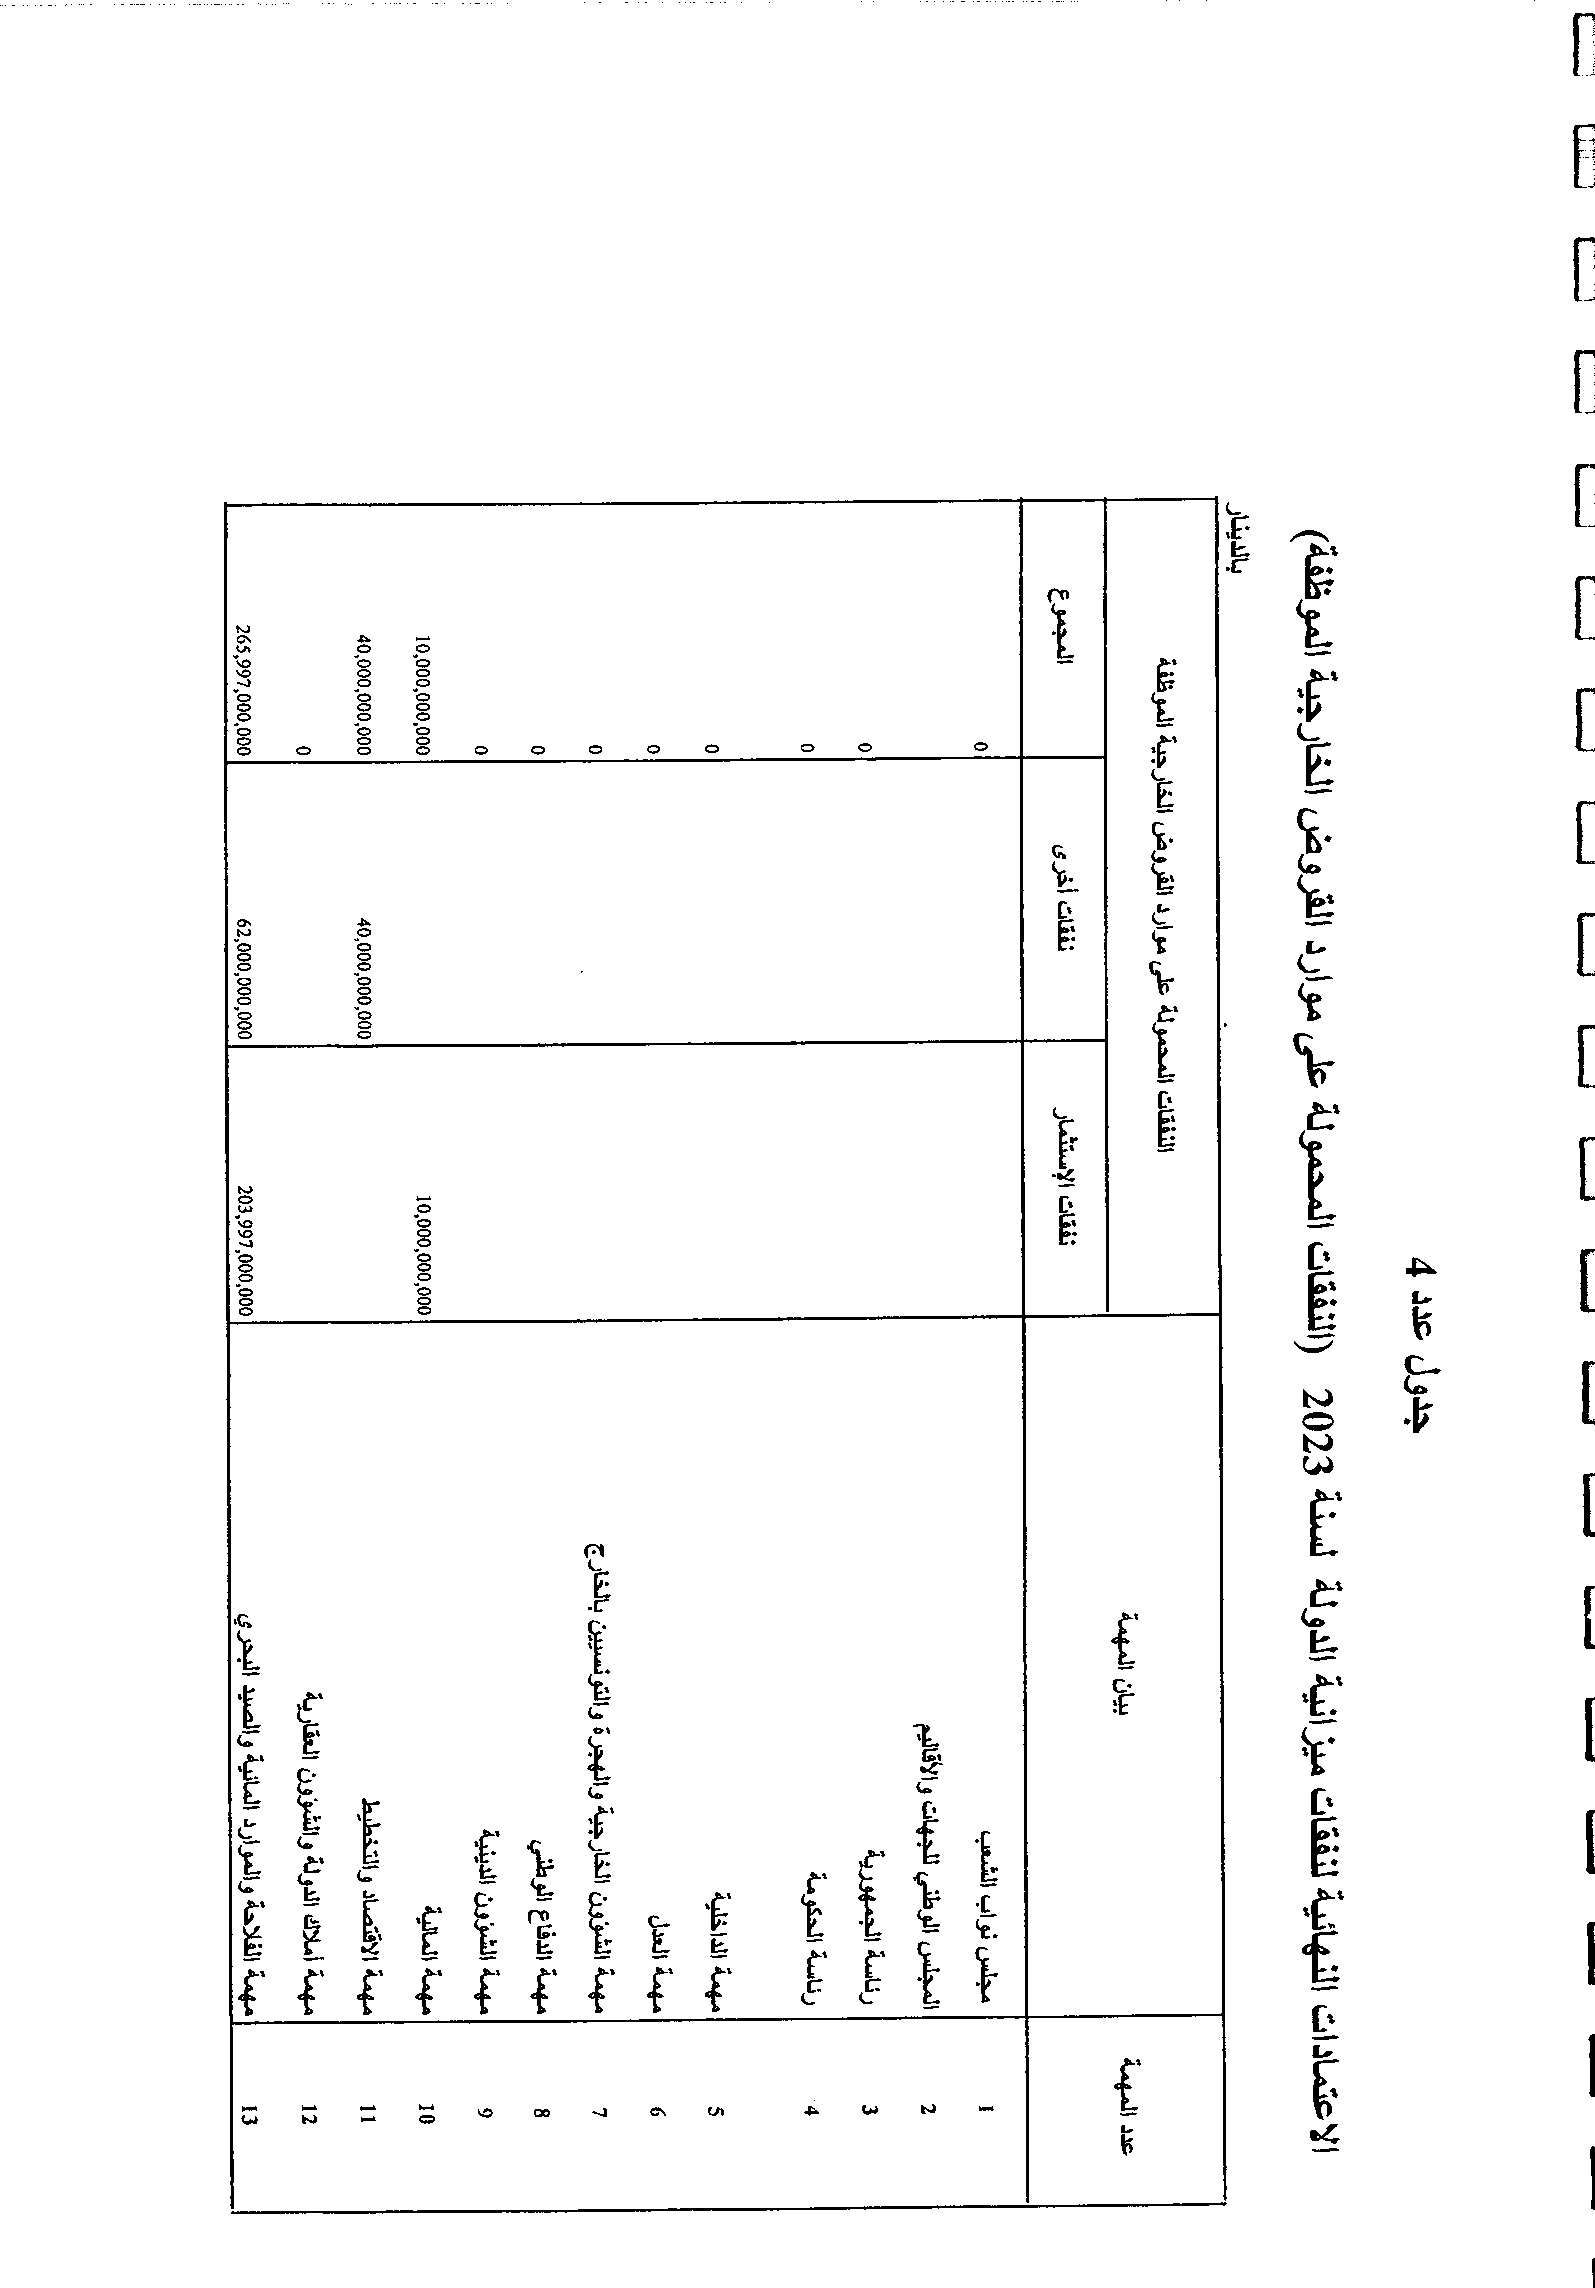 جدول عدد 4
الاعتمادات النهائية لنفقات ميزانية الدولة لسنة 2023 (النفقات المحمولة على موارد القروض الخارجية الموظفة)
بالدينار
عدد المهمة بيان المهمة النفقات المحمولة على موارد القروض الخارجية الموظفة
نفقات الإستثمار نفقات أخرى المجموع
1 مجلس نواب الشعب 0
2 المجلس الوطني للجهات والأقاليم
3 رئاسة الجمهورية 0
4 رئاسة الحكومة 0
5 مهمة الداخلية 0
6 مهمة العدل 0
7 مهمة الشؤون الخارجية والهجرة والتونسيين بالخارج 0
8 مهمة الدفاع الوطني 0
9 مهمة الشؤون الدينية 0
10 مهمة المالية 10,000,000,000 10,000,000,000
11 مهمة الاقتصاد والتخطيط 40,000,000,000 40,000,000,000
12 مهمة أملاك الدولة والشؤون العقارية 0
13 مهمة الفلاحة والموارد المائية والصيد البحري 203,997,000,000 62,000,000,000 265,997,000,000